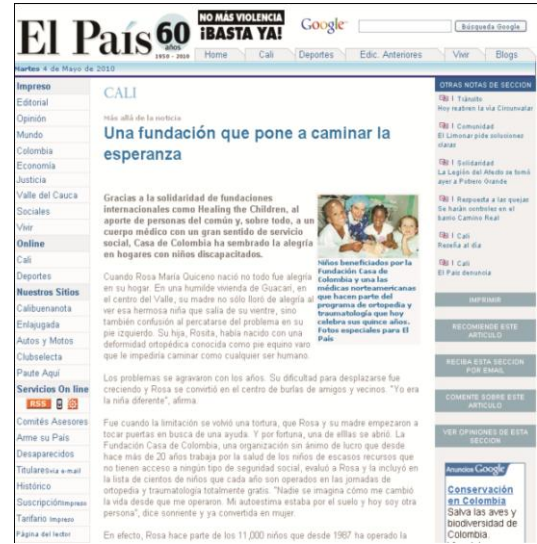 El País 60 años
1950 - 2010
NO MÁS VIOLENCIA
¡BASTA YA!
Google
Búsqueda Google
Home Cali Deportes Edic. Anteriores Vivir Blogs
Martes 4 de Mayo de 2010
Impreso
Editorial
Opinión
Mundo
Colombia
Economía
Justicia
Valle del Cauca
Sociales
Vivir
Online
Cali
Deportes
Nuestros Sitios
Calibuenanota
Enlajugada
Autos y Motos
Clubselecta
Paute Aquí
Servicios On line
RSS
Comités Asesores
Arme su País
Desaparecidos
Titulares vía e-mail
Histórico
Suscripción Impreso
Tarifario Impreso
Página del lector
CALI
Más allá de la noticia
Una fundación que pone a caminar la
esperanza
Gracias a la solidaridad de fundaciones
internacionales como Healing the Children, al
aporte de personas del común y, sobre todo, a un
cuerpo médico con un gran sentido de servicio
social, Casa de Colombia ha sembrado la alegría
en hogares con niños discapacitados.
Niños beneficiados por la
Fundación Casa de
Colombia y una las
médicas norteamericanas
que hacen parte del
programa de ortopedia y
traumatología que hoy
celebra sus quince años.
Fotos especiales para El
País
Cuando Rosa María Quiceno nació no todo fue alegría
en su hogar. En una humilde vivienda de Guacarí, en
el centro del Valle, su madre no sólo lloró de alegría al
ver esa hermosa niña que salía de su vientre, sino
también confusión al percatarse del problema en su
pie izquierdo. Su hija, Rosita, había nacido con una
deformidad ortopédica conocida como pie equino varo
que le impediría caminar como cualquier ser humano.
Los problemas se agravaron con los años. Su dificultad para desplazarse fue
creciendo y Rosa se convirtió en el centro de burlas de amigos y vecinos. "Yo era
la niña diferente", afirma.
Fue cuando la limitación se volvió una tortura, que Rosa y su madre empezaron a
tocar puertas en busca de una ayuda. Y por fortuna, una de elllas se abrió. La
Fundación Casa de Colombia, una organización sin ánimo de lucro que desde
hace más de 20 años trabaja por la salud de los niños de escasos recursos que
no tienen acceso a ningún tipo de seguridad social, evaluó a Rosa y la incluyó en
la lista de cientos de niños que cada año son operados en las jornadas de
ortopedia y traumatología totalmente gratis. "Nadie se imagina cómo me cambió
la vida desde que me operaron. Mi autoestima estaba por el suelo y hoy soy otra
persona", dice sonriente y ya convertida en mujer.
En efecto, Rosa hace parte de los 11,000 niños que desde 1987 ha operado la
OTRAS NOTAS DE SECCION
| Tránsito
Hoy reabren la vía Circunvalar
| Comunidad
El Limonar pide soluciones
claras
| Solidaridad
La Legión del Afecto se tomó
ayer a Potrero Grande
| Respuesta a las quejas
Se harán controles en el
barrio Camino Real
| Cali
Reseña al día
| Cali
El País denuncia
IMPRIMIR
RECOMIENDE ESTE
ARTICULO
RECIBA ESTA SECCION
POR EMAIL
COMENTE SOBRE ESTE
ARTICULO
VER OPINIONES DE ESTA
SECCION
Anuncios Google
Conservación
en Colombia
Salva las aves y
biodiversidad de
Colombia.